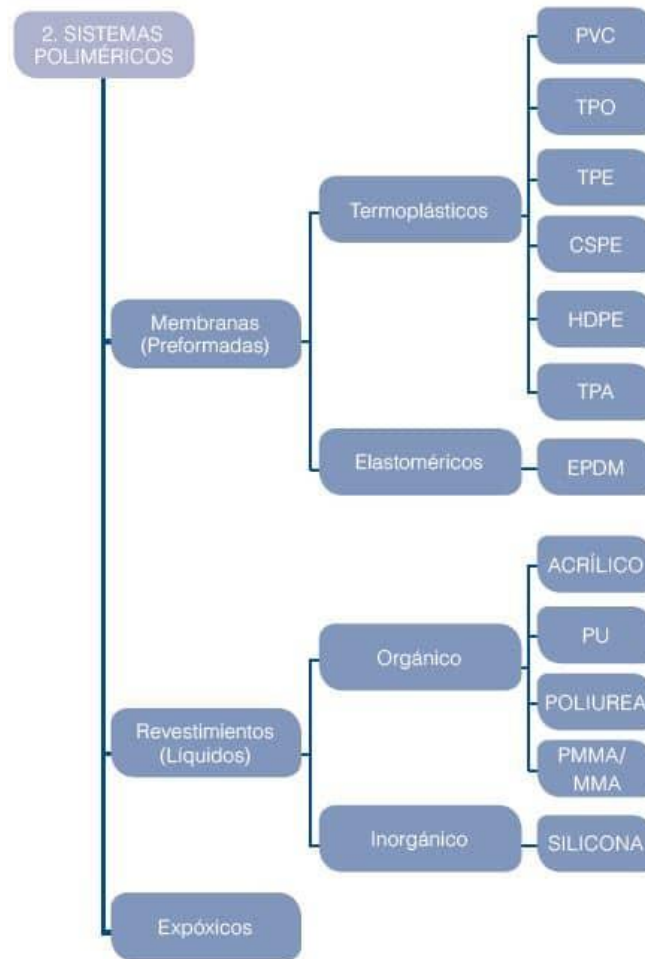 2. SISTEMAS
POLIMÉRICOS
PVC
TPO
TPE
Termoplásticos
CSPE
HDPE
Membranas
(Preformadas)
TPA
Elastoméricos
EPDM
ACRÍLICO
PU
Orgánico
POLIUREA
Revestimientos
(Líquidos)
PMMA/
MMA
Inorgánico
SILICONA
Expóxicos